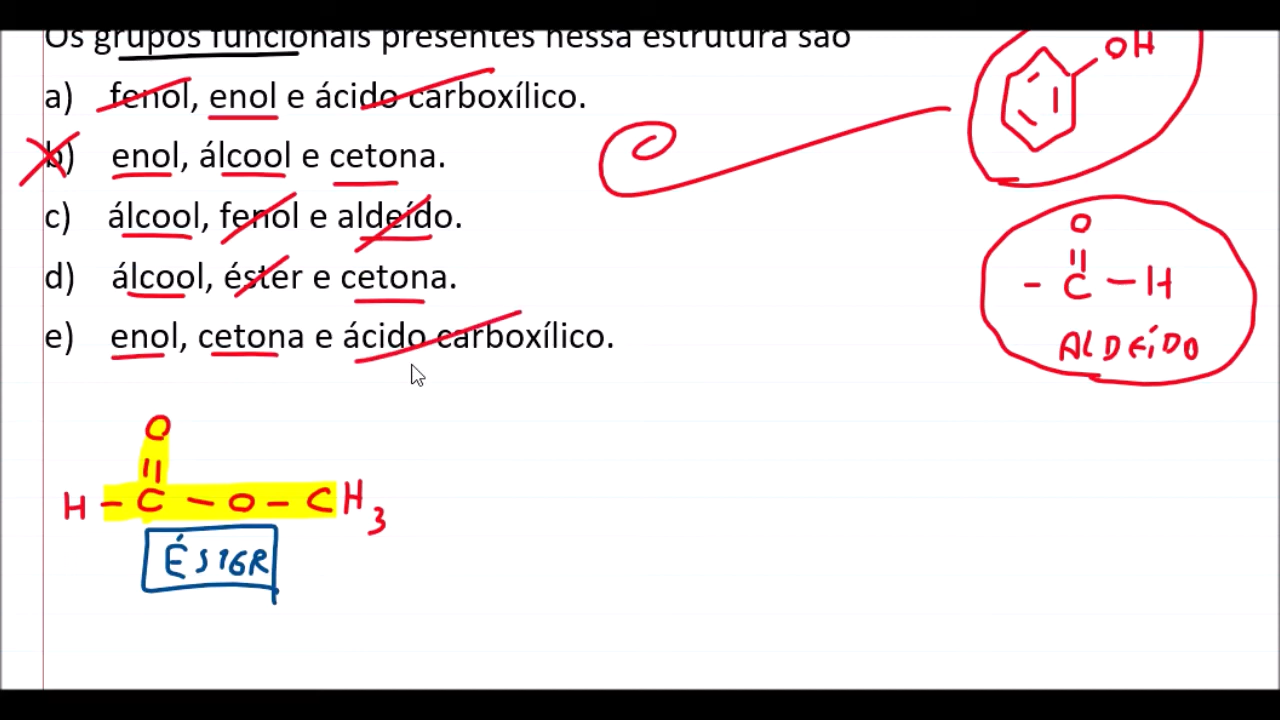 Os grupos funcionais presentes nessa estrutura são
a) fenol, enol e ácido carboxílico.
b) enol, álcool e cetona.
c) álcool, fenol e aldeído.
d) álcool, éster e cetona.
e) enol, cetona e ácido carboxílico.
OH
O
||
- C - H
ALDEÍDO
O
||
H - C - O - CH3
ÉSTER